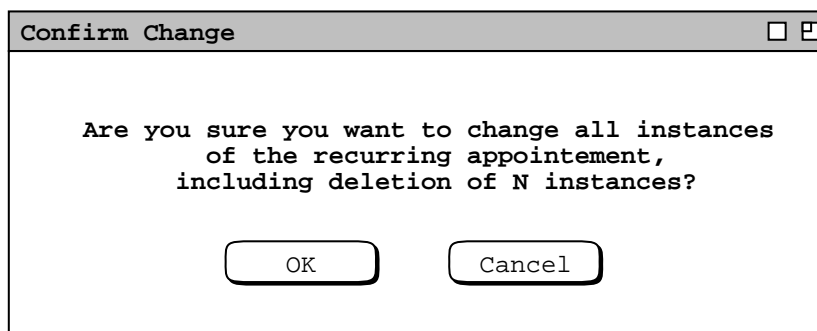 Confirm Change
Are you sure you want to change all instances
of the recurring appointement,
including deletion of N instances?
OK
Cancel